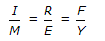 I/M = R/E = F/Y